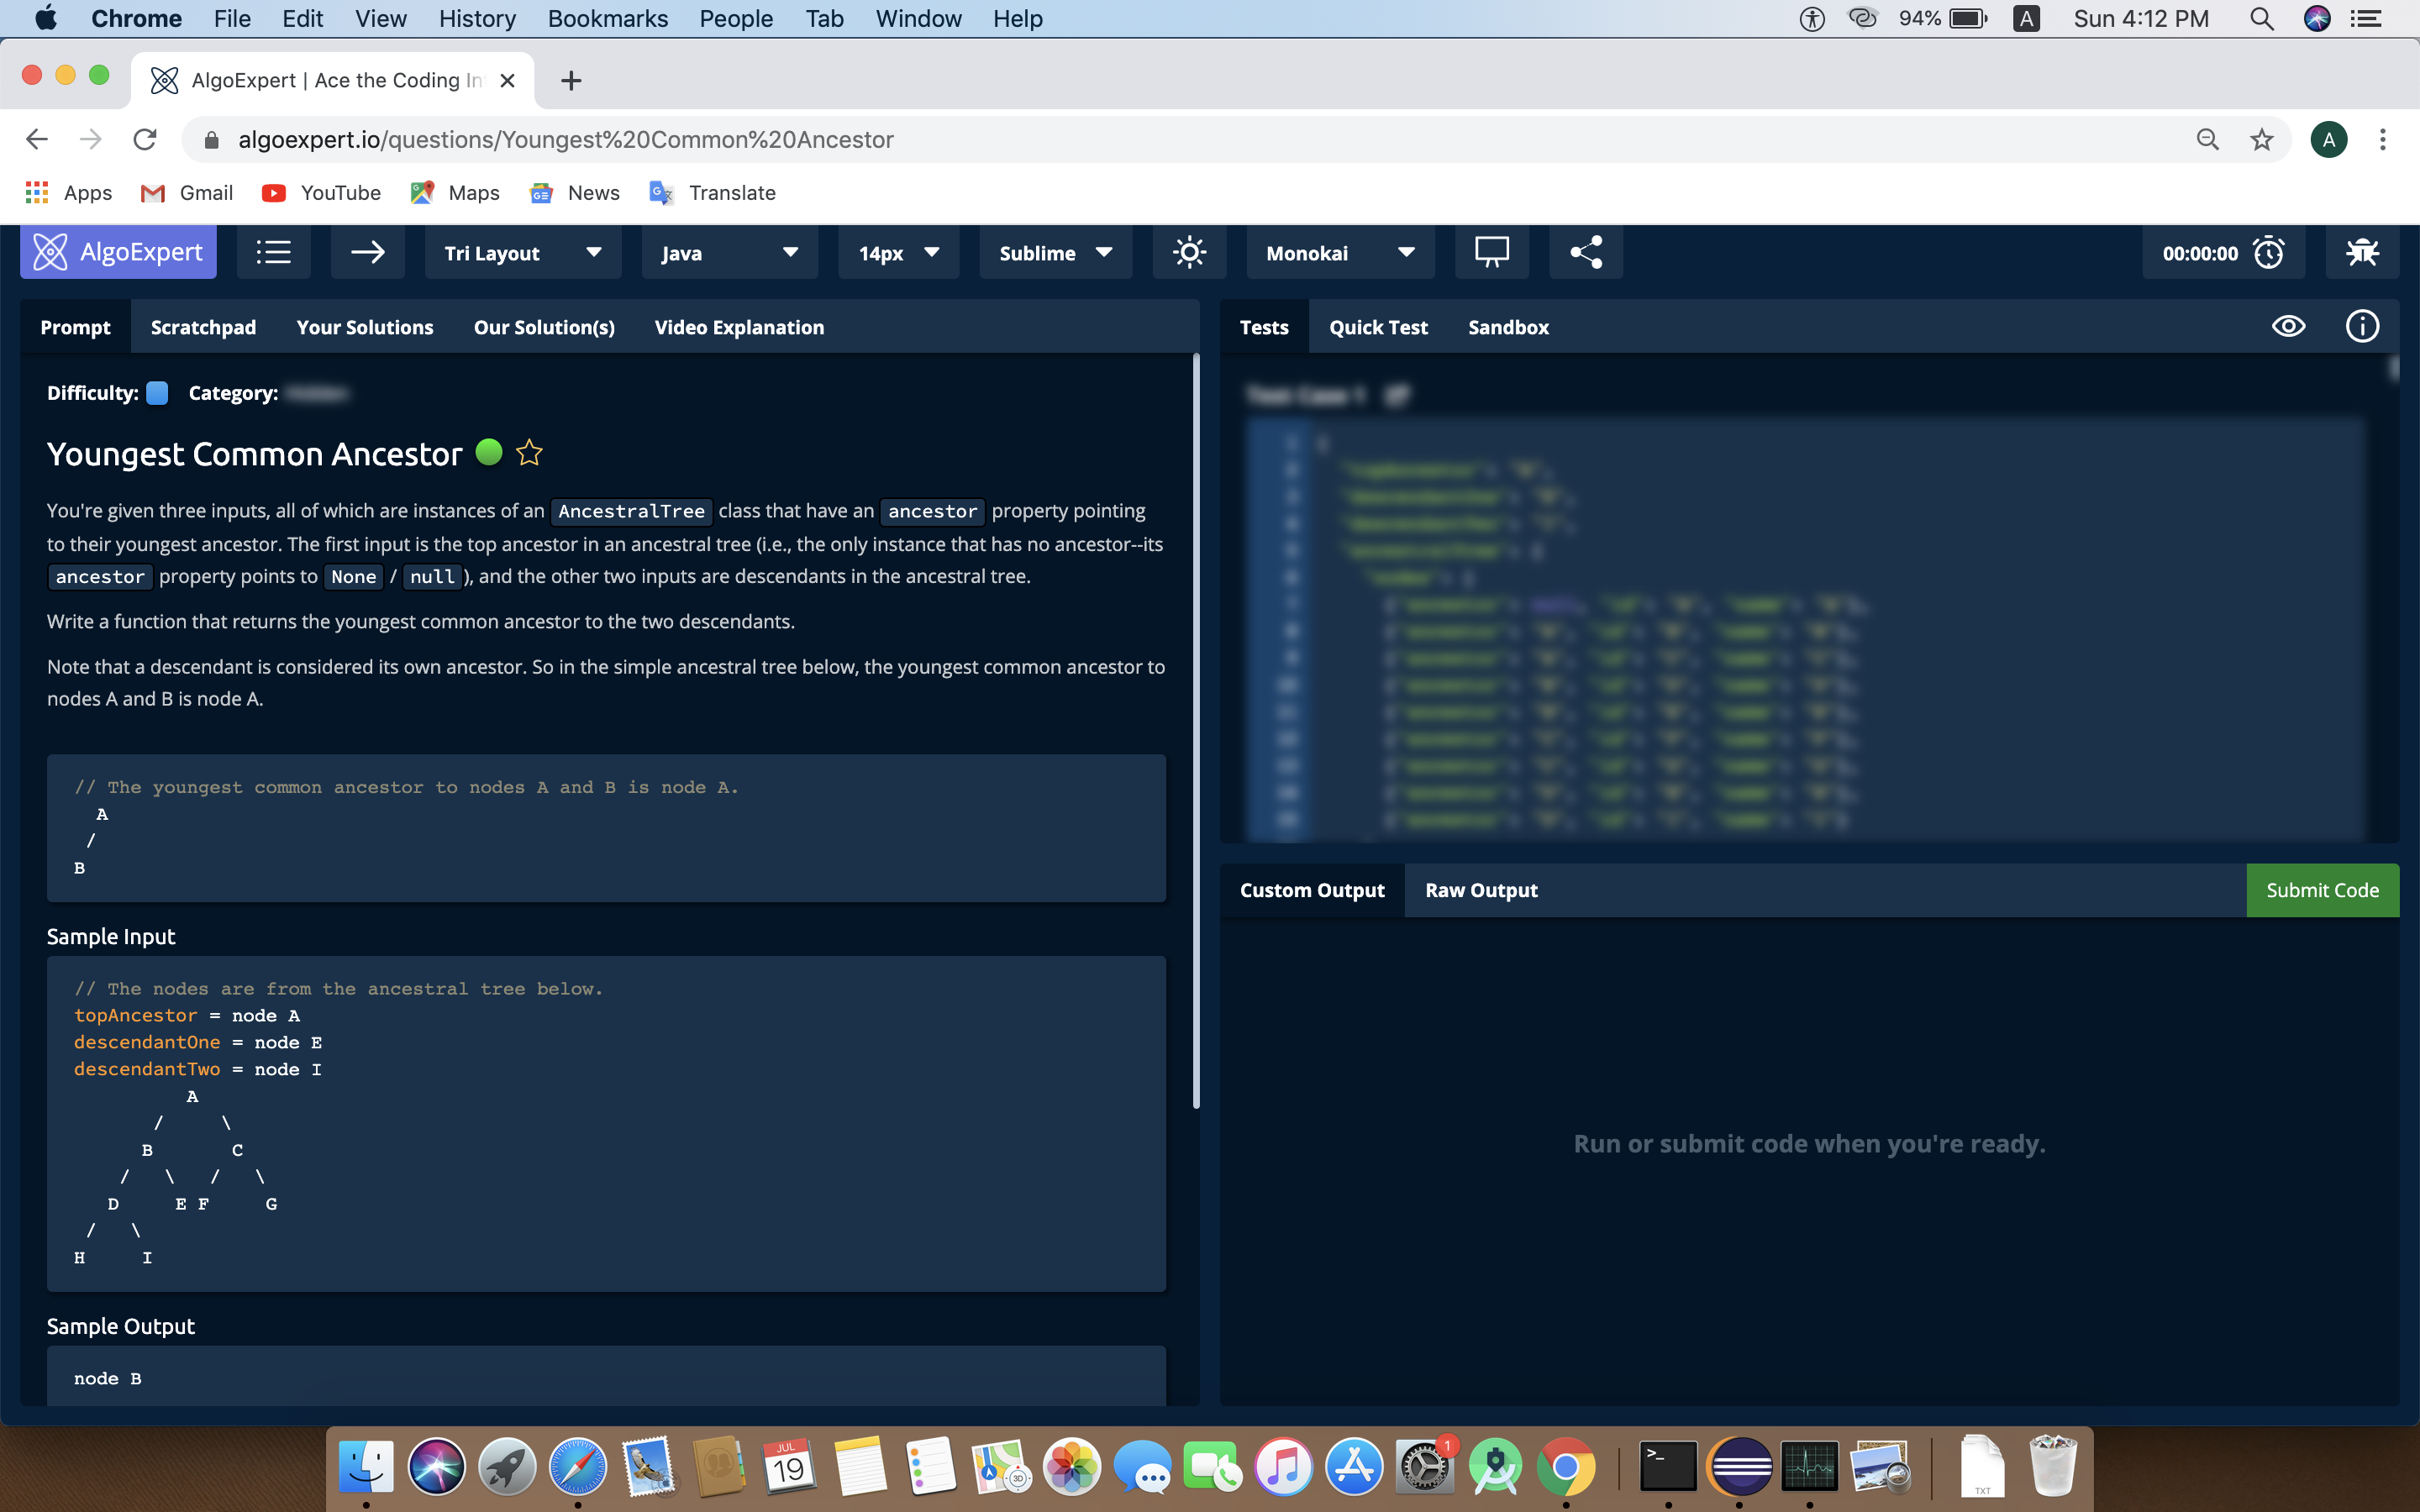 Chrome File Edit View History Bookmarks People Tab Window Help 94% A Sun 4:12 PM
AlgoExpert | Ace the Coding In
algoexpert.io/questions/Youngest%20Common%20Ancestor A
Apps Gmail YouTube Maps News Translate
AlgoExpert Tri Layout Java 14px Sublime Monokai 00:00:00
Prompt Scratchpad Your Solutions Our Solution(s) Video Explanation
Difficulty: Category:
Youngest Common Ancestor
You're given three inputs, all of which are instances of an AncestralTree class that have an ancestor property pointing
to their youngest ancestor. The first input is the top ancestor in an ancestral tree (i.e., the only instance that has no ancestor--its
ancestor property points to None / null ), and the other two inputs are descendants in the ancestral tree.
Write a function that returns the youngest common ancestor to the two descendants.
Note that a descendant is considered its own ancestor. So in the simple ancestral tree below, the youngest common ancestor to
nodes A and B is node A.
// The youngest common ancestor to nodes A and B is node A.
A
/
B
Sample Input
// The nodes are from the ancestral tree below.
topAncestor = node A
descendantOne = node E
descendantTwo = node I
A
/ \
B C
/ \ / \
D E F G
/ \
H I
Sample Output
node B
Tests Quick Test Sandbox
Test Case 1
Custom Output Raw Output Submit Code
Run or submit code when you're ready.
JUL
19
3D
1
>_
TXT